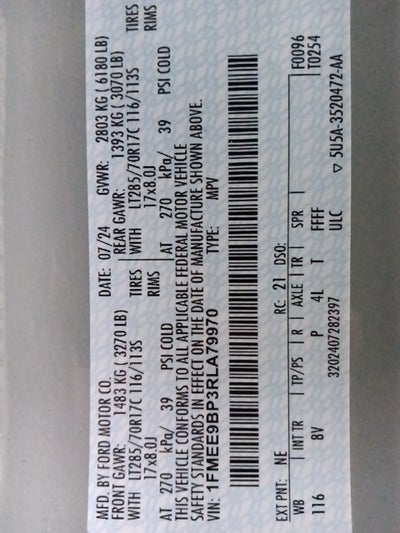 MFD. BY FORD MOTOR CO.
DATE: 07/24 GVWR: 2803 KG ( 6180 LB)
FRONT GAWR: 1483 KG (3270 LB) REAR GAWR: 1393 KG ( 3070 LB)
WITH LT285/70R17C 116/113S TIRES WITH LT285/70R17C 116/113S TIRES
17x8.0J RIMS 17x8.0J RIMS
AT 270 kPa/ 39 PSI COLD AT 270 kPa/ 39 PSI COLD
THIS VEHICLE CONFORMS TO ALL APPLICABLE FEDERAL MOTOR VEHICLE
SAFETY STANDARDS IN EFFECT ON THE DATE OF MANUFACTURE SHOWN ABOVE.
VIN: 1FMEE9BP3RLA79970 TYPE: MPV
F0096
T0254
EXT PNT: NE RC: 21 DSO:
WB INT TR TP/PS R AXLE TR SPR
116 8V P 4L T FFFF
3202407282397 ULC ▽ 5U5A-3520472-AA